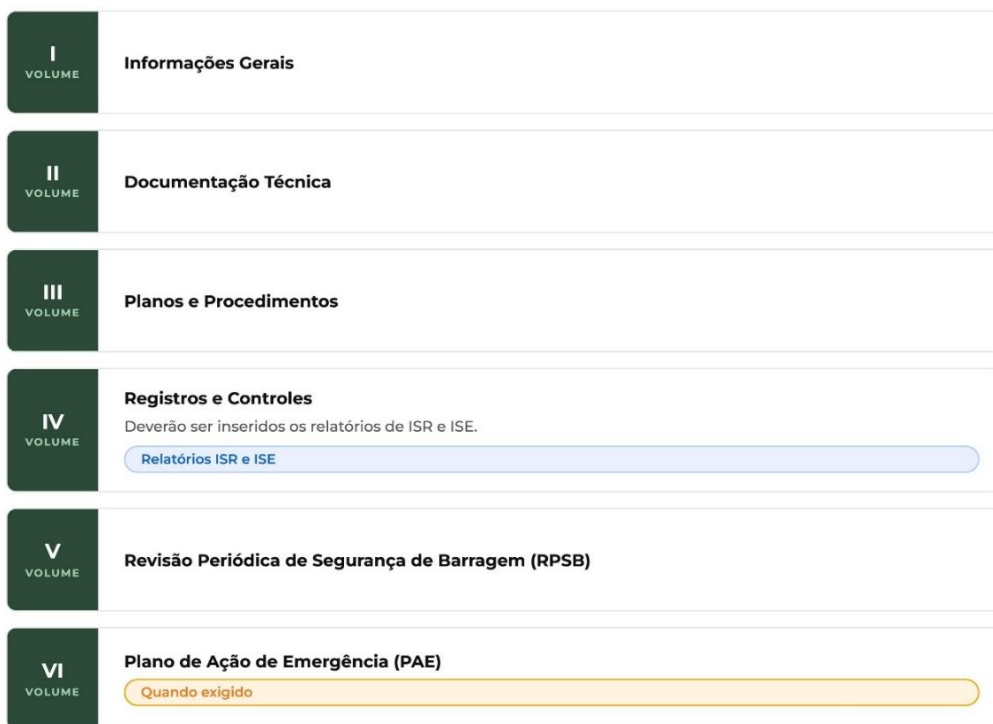 I
VOLUME
Informações Gerais
II
VOLUME
Documentação Técnica
III
VOLUME
Planos e Procedimentos
IV
VOLUME
Registros e Controles
Deverão ser inseridos os relatórios de ISR e ISE.
Relatórios ISR e ISE
V
VOLUME
Revisão Periódica de Segurança de Barragem (RPSB)
VI
VOLUME
Plano de Ação de Emergência (PAE)
Quando exigido